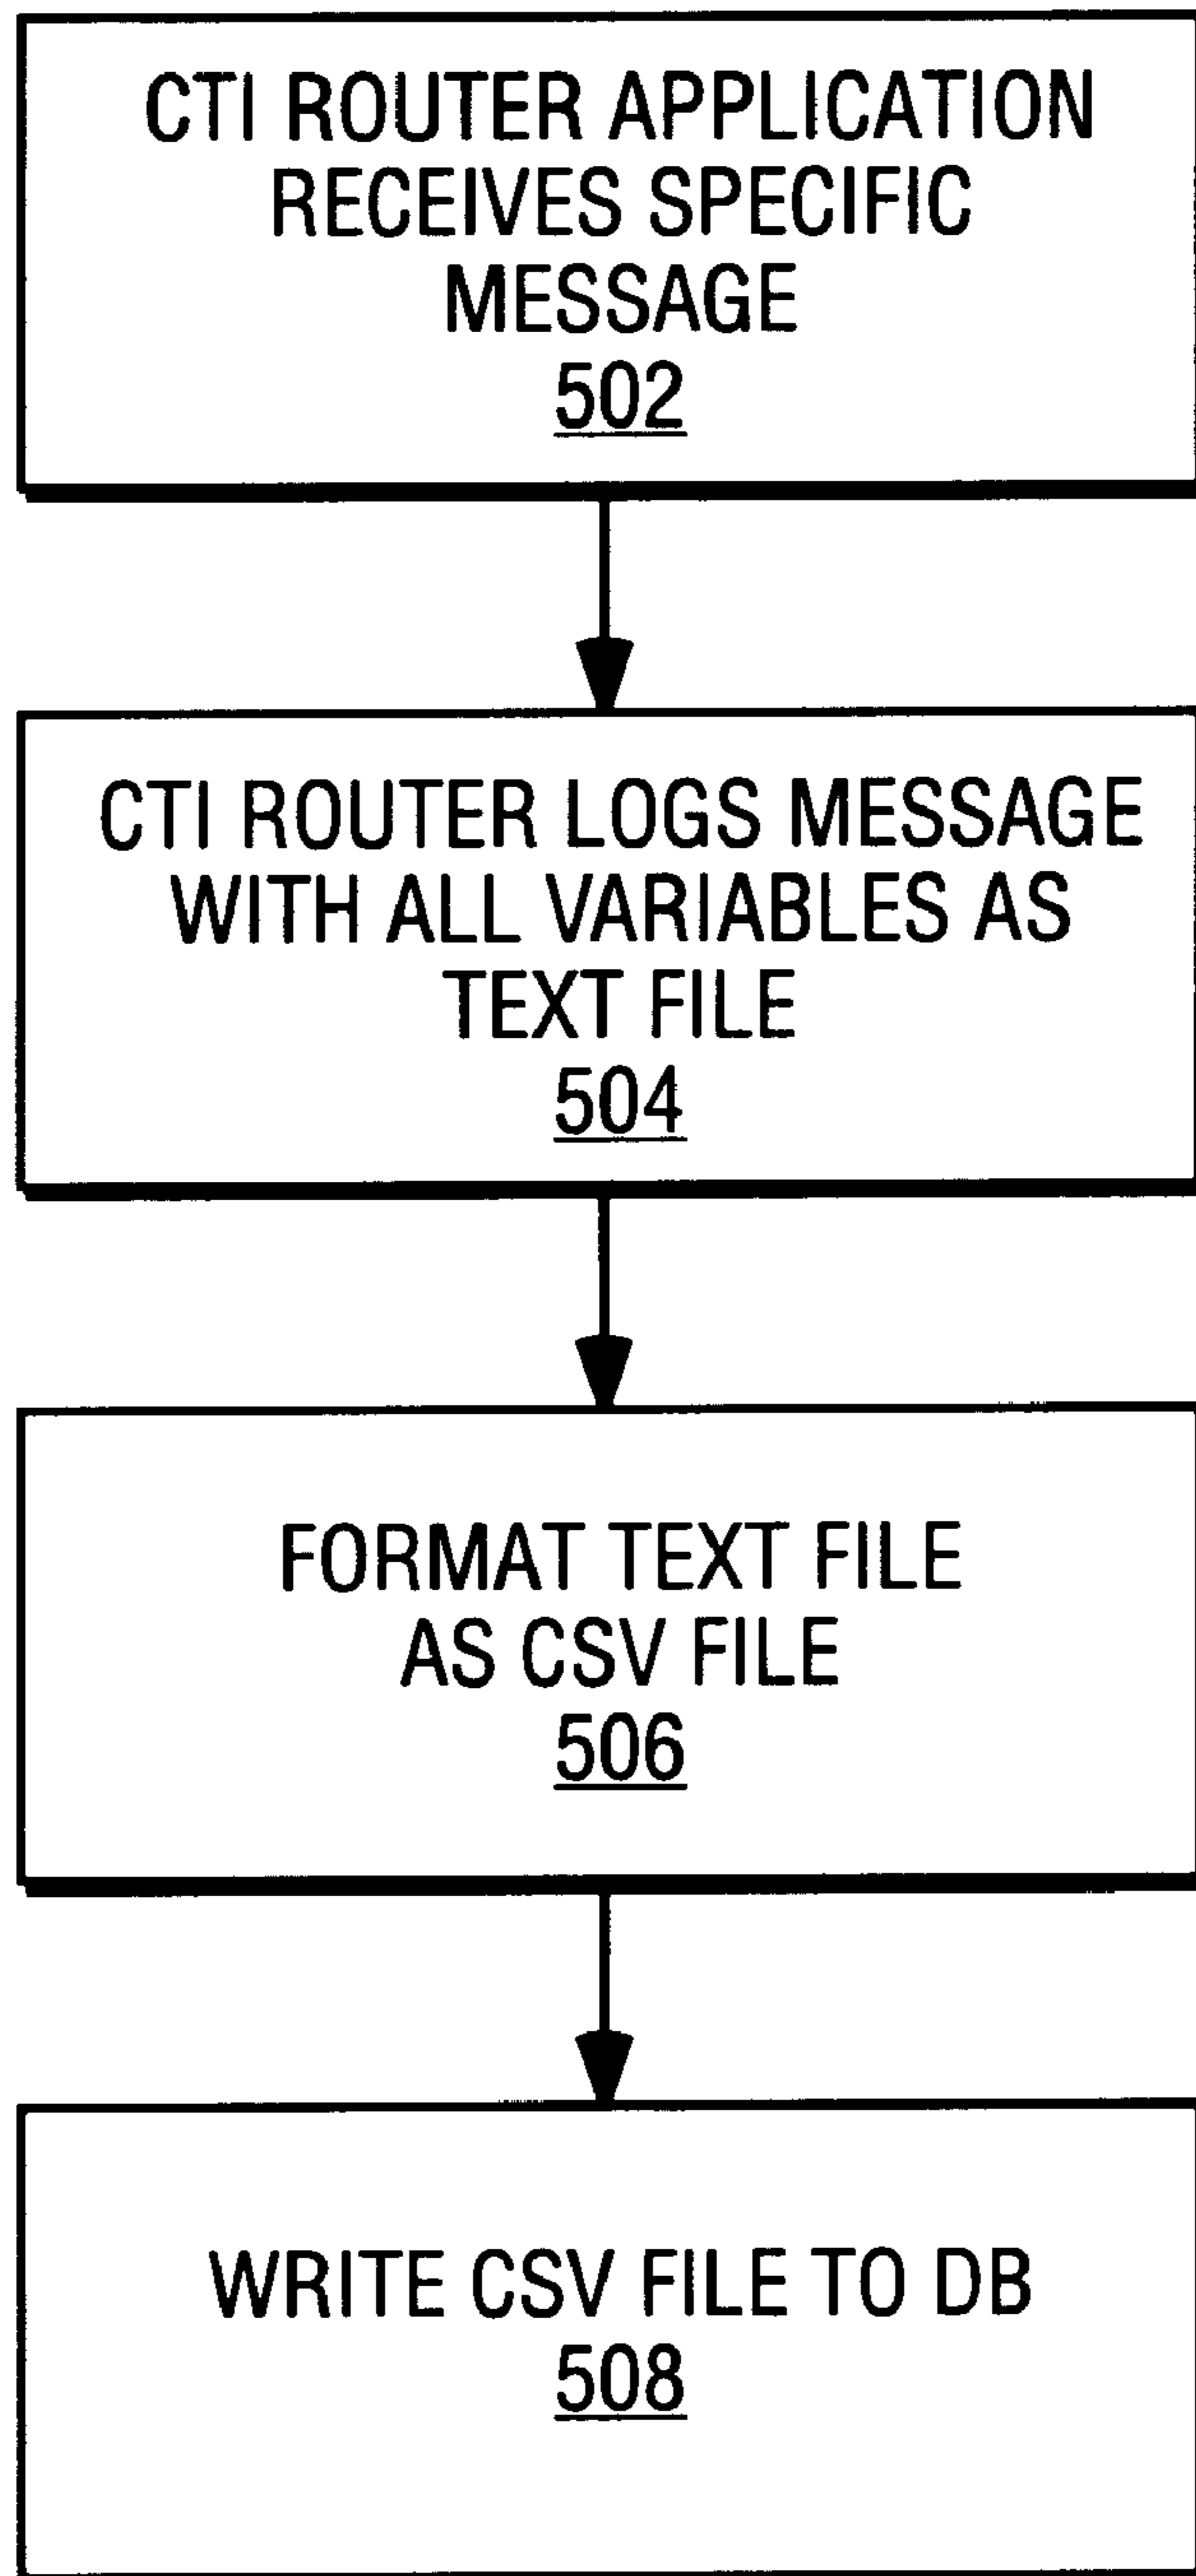 CTI ROUTER APPLICATION
RECEIVES SPECIFIC
MESSAGE
502
CTI ROUTER LOGS MESSAGE
WITH ALL VARIABLES AS
TEXT FILE
504
FORMAT TEXT FILE
AS CSV FILE
506
WRITE CSV FILE TO DB
508